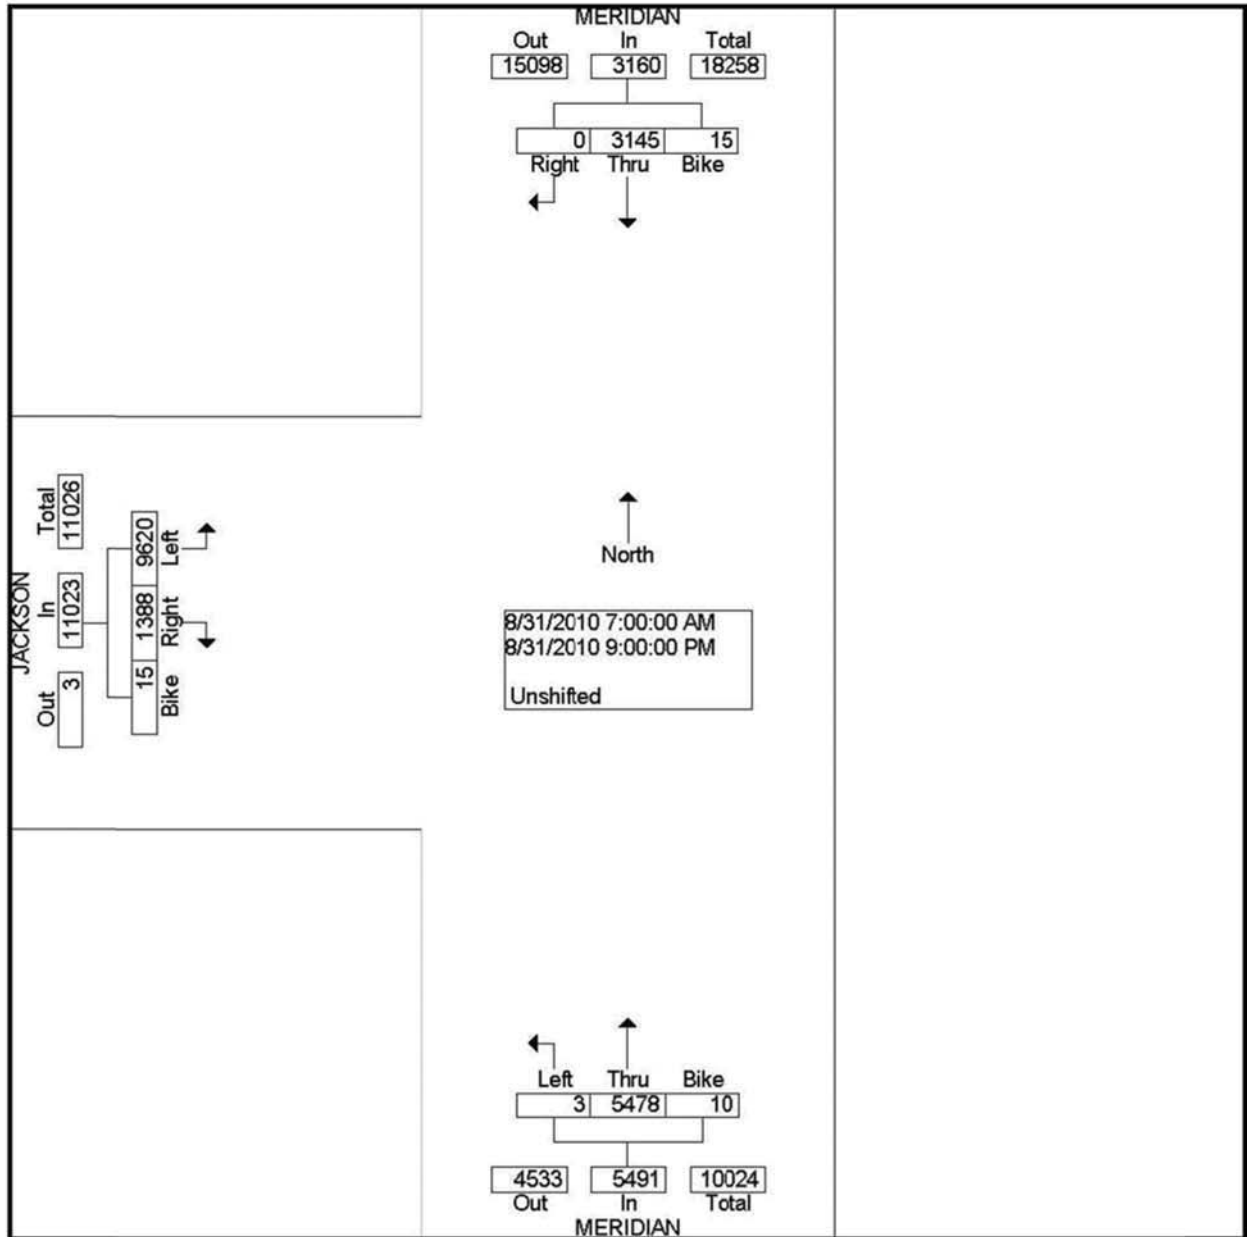 MERIDIAN
Out In Total
15098 3160 18258
0 3145 15
Right Thru Bike
JACKSON
Out In Total
3 11023 11026
15 1388 9620
Bike Right Left
North
8/31/2010 7:00:00 AM
8/31/2010 9:00:00 PM
Unshifted
Left Thru Bike
3 5478 10
4533 5491 10024
Out In Total
MERIDIAN